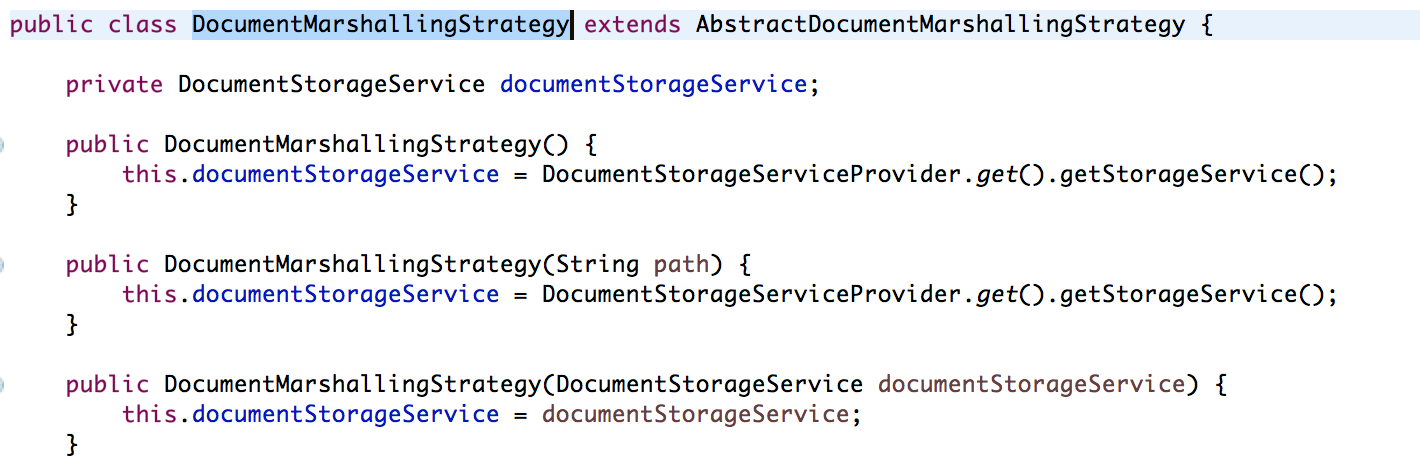 public class DocumentMarshallingStrategy extends AbstractDocumentMarshallingStrategy {
private DocumentStorageService documentStorageService;
public DocumentMarshallingStrategy() {
this.documentStorageService = DocumentStorageServiceProvider.get().getStorageService();
}
public DocumentMarshallingStrategy(String path) {
this.documentStorageService = DocumentStorageServiceProvider.get().getStorageService();
}
public DocumentMarshallingStrategy(DocumentStorageService documentStorageService) {
this.documentStorageService = documentStorageService;
}